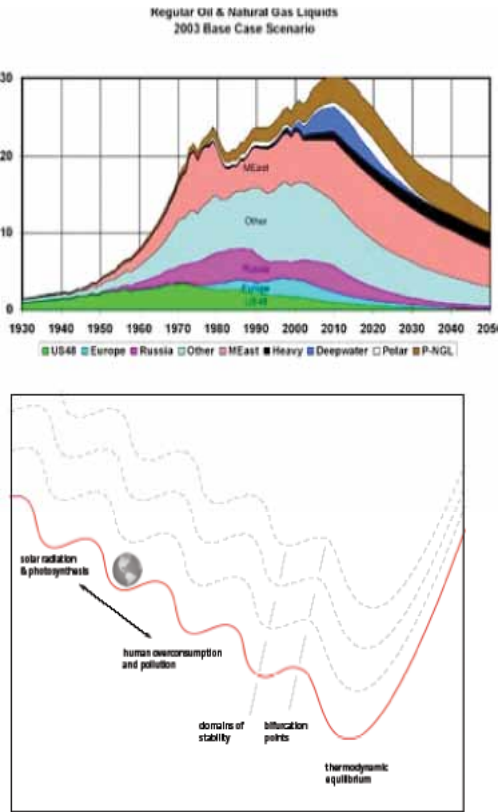 Regular Oil & Natural Gas Liquids
2003 Base Case Scenario
30
20
10
0
MEast
Other
Russia
Europe
US48
1930 1940 1950 1960 1970 1980 1990 2000 2010 2020 2030 2040 2050
US48 Europe Russia Other MEast Heavy Deepwater Polar P-NGL
solar radiation
& photosynthesis
human overconsumption
and pollution
domains of
stability
bifurcation
points
thermodynamic
equilibrium